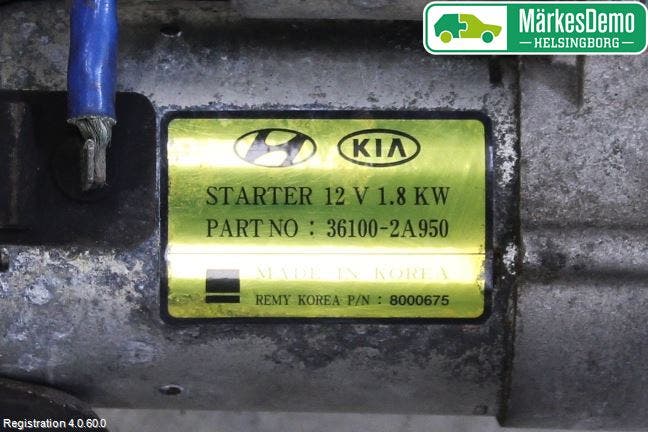 MärkesDemo
HELSINGBORG
KIA
STARTER 12 V 1.8 KW
PART NO : 36100-2A950
MADE IN KOREA
REMY KOREA P/N : 8000675
Registration 4.0.60.0